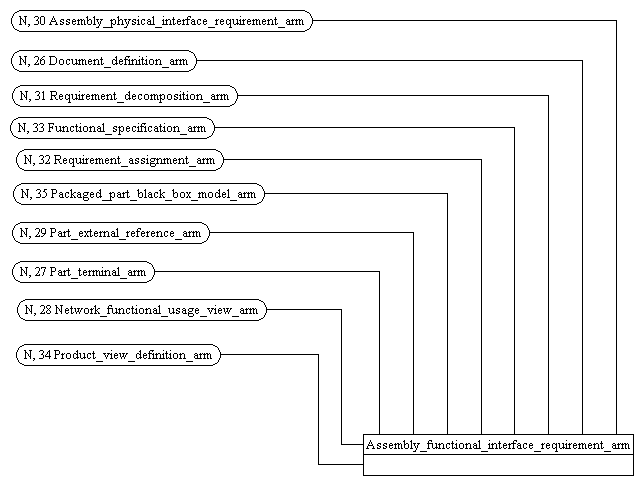 N, 30 Assembly_physical_interface_requirement_arm
N, 26 Document_definition_arm
N, 31 Requirement_decomposition_arm
N, 33 Functional_specification_arm
N, 32 Requirement_assignment_arm
N, 35 Packaged_part_black_box_model_arm
N, 29 Part_external_reference_arm
N, 27 Part_terminal_arm
N, 28 Network_functional_usage_view_arm
N, 34 Product_view_definition_arm
Assembly_functional_interface_requirement_arm